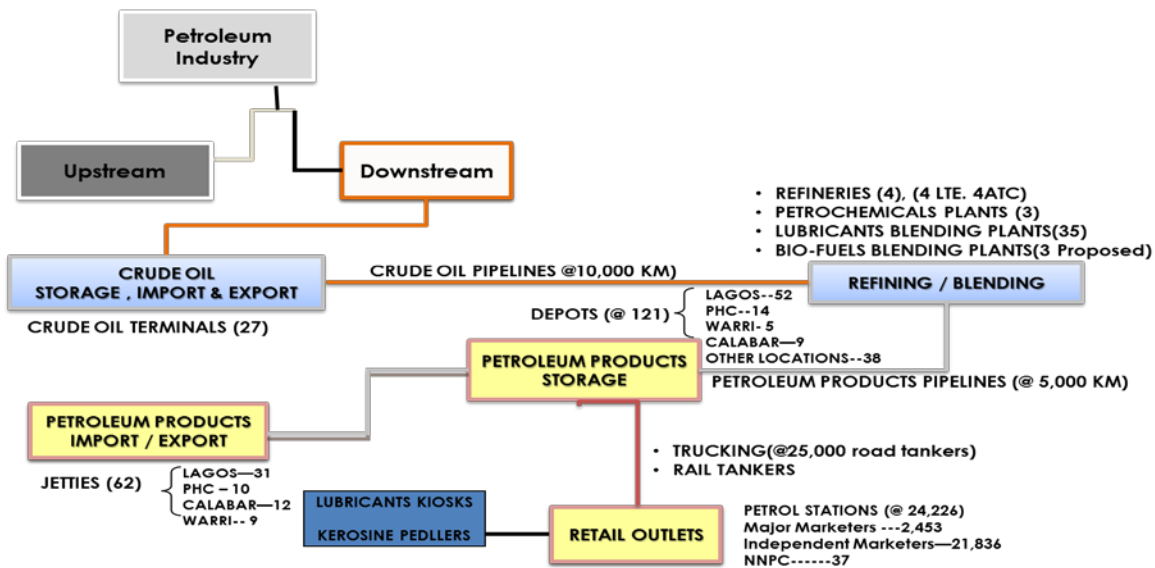 Petroleum
Industry
Upstream
Downstream
• REFINERIES (4), (4 LTE. 4ATC)
• PETROCHEMICALS PLANTS (3)
• LUBRICANTS BLENDING PLANTS(35)
• BIO-FUELS BLENDING PLANTS(3 Proposed)
CRUDE OIL
STORAGE , IMPORT & EXPORT
CRUDE OIL PIPELINES @10,000 KM)
REFINING / BLENDING
CRUDE OIL TERMINALS (27)
DEPOTS (@ 121)
LAGOS--52
PHC--14
WARRI- 5
CALABAR—9
OTHER LOCATIONS--38
PETROLEUM PRODUCTS
STORAGE
PETROLEUM PRODUCTS PIPELINES (@ 5,000 KM)
PETROLEUM PRODUCTS
IMPORT / EXPORT
JETTIES (62)
LAGOS—31
PHC – 10
CALABAR—12
WARRI-- 9
• TRUCKING(@25,000 road tankers)
• RAIL TANKERS
LUBRICANTS KIOSKS
KEROSINE PEDLLERS
RETAIL OUTLETS
PETROL STATIONS (@ 24,226)
Major Marketers ---2,453
Independent Marketers—21,836
NNPC------37